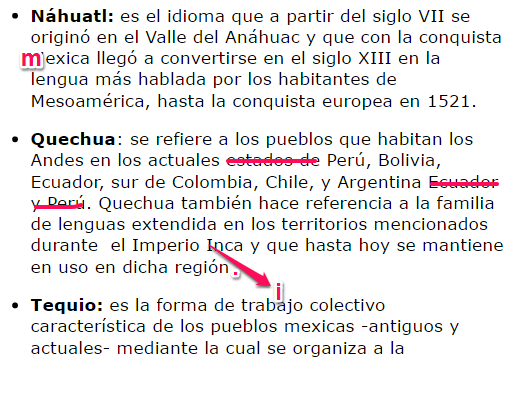 Náhuatl: es el idioma que a partir del siglo VII se
originó en el Valle del Anáhuac y que con la conquista
mexica llegó a convertirse en el siglo XIII en la
lengua más hablada por los habitantes de
Mesoamérica, hasta la conquista europea en 1521.
Quechua: se refiere a los pueblos que habitan los
Andes en los actuales estados de Perú, Bolivia,
Ecuador, sur de Colombia, Chile, y Argentina Ecuador
y Perú. Quechua también hace referencia a la familia
de lenguas extendida en los territorios mencionados
durante el Imperio Inca y que hasta hoy se mantiene
en uso en dicha región.
i
Tequio: es la forma de trabajo colectivo
característica de los pueblos mexicas -antiguos y
actuales- mediante la cual se organiza a la